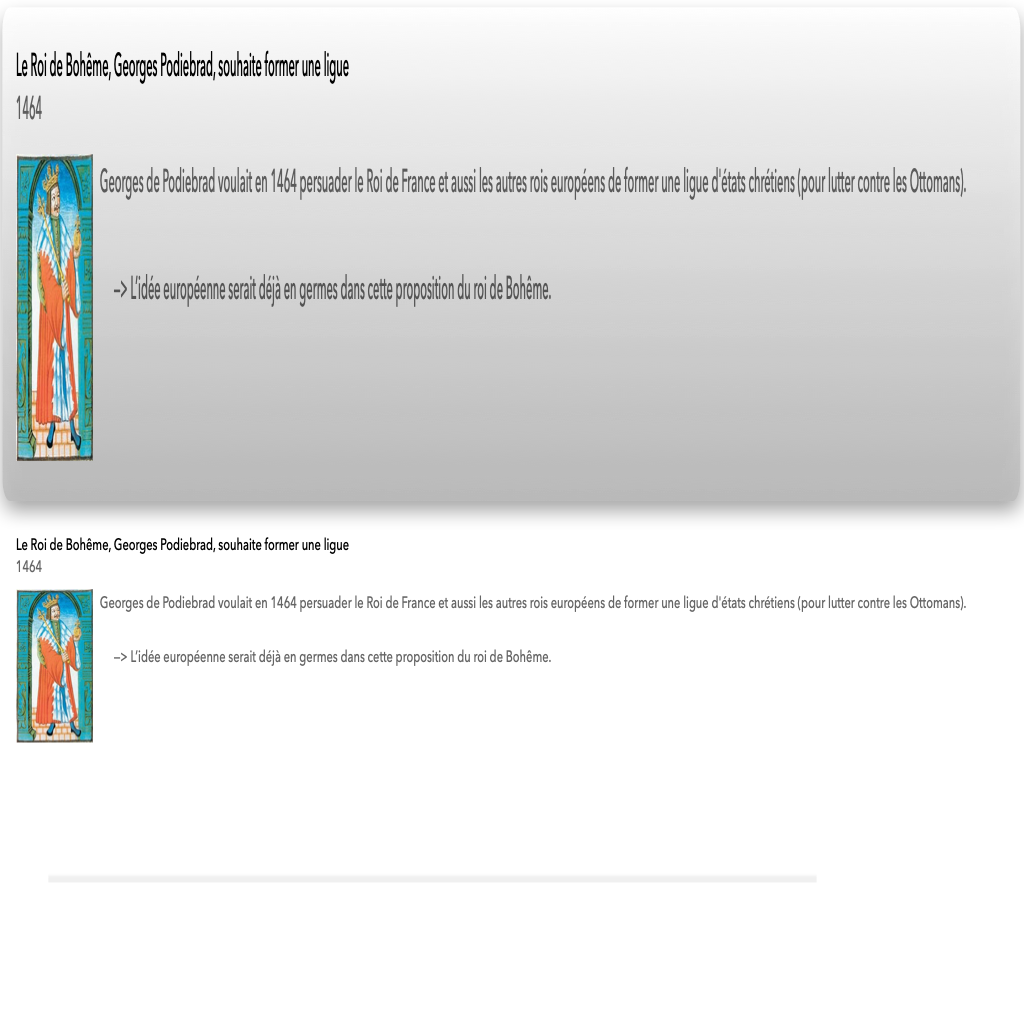 Le Roi de Bohême, Georges Podiebrad, souhaite former une ligue
1464
Georges de Podiebrad voulait en 1464 persuader le Roi de France et aussi les autres rois européens de former une ligue d'états chrétiens (pour lutter contre les Ottomans).
–> L'idée européenne serait déjà en germes dans cette proposition du roi de Bohême.
Le Roi de Bohême, Georges Podiebrad, souhaite former une ligue
1464
Georges de Podiebrad voulait en 1464 persuader le Roi de France et aussi les autres rois européens de former une ligue d'états chrétiens (pour lutter contre les Ottomans).
–> L'idée européenne serait déjà en germes dans cette proposition du roi de Bohême.